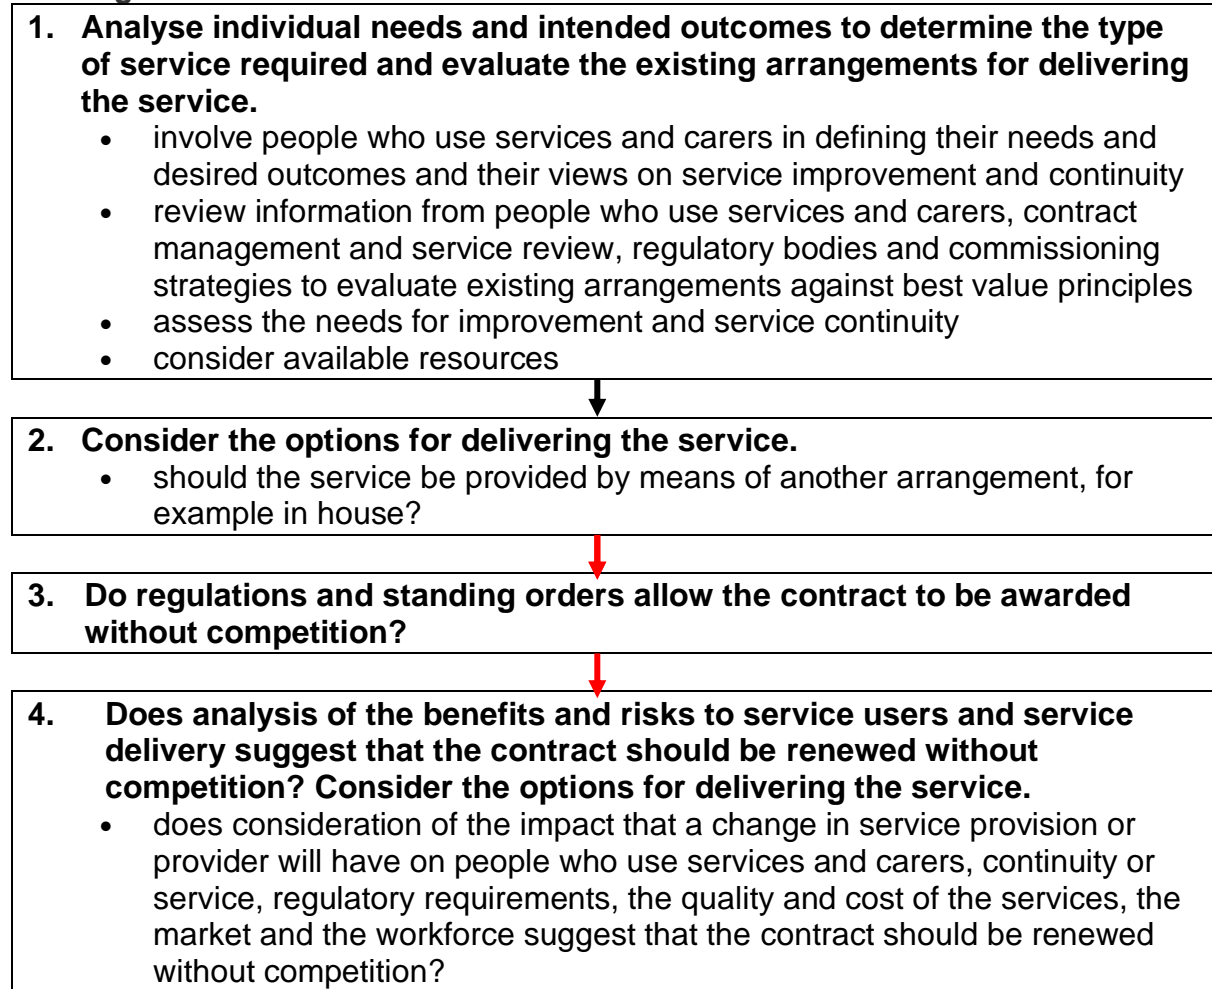 1. Analyse individual needs and intended outcomes to determine the type
of service required and evaluate the existing arrangements for delivering
the service.
• involve people who use services and carers in defining their needs and
desired outcomes and their views on service improvement and continuity
• review information from people who use services and carers, contract
management and service review, regulatory bodies and commissioning
strategies to evaluate existing arrangements against best value principles
• assess the needs for improvement and service continuity
• consider available resources
2. Consider the options for delivering the service.
• should the service be provided by means of another arrangement, for
example in house?
3. Do regulations and standing orders allow the contract to be awarded
without competition?
4. Does analysis of the benefits and risks to service users and service
delivery suggest that the contract should be renewed without
competition? Consider the options for delivering the service.
• does consideration of the impact that a change in service provision or
provider will have on people who use services and carers, continuity or
service, regulatory requirements, the quality and cost of the services, the
market and the workforce suggest that the contract should be renewed
without competition?